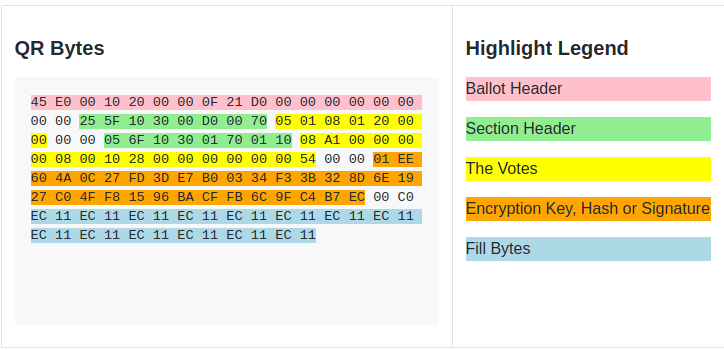 QR Bytes
45 E0 00 10 20 00 00 0F 21 D0 00 00 00 00 00 00
00 00 25 5F 10 30 00 D0 00 70 05 01 08 01 20 00
00 00 00 05 6F 10 30 01 70 01 10 08 A1 00 00 00
00 08 00 10 28 00 00 00 00 00 00 54 00 00 01 EE
60 4A 0C 27 FD 3D E7 B0 03 34 F3 3B 32 8D 6E 19
27 C0 4F F8 15 96 BA CF FB 6C 9F C4 B7 EC 00 C0
EC 11 EC 11 EC 11 EC 11 EC 11 EC 11 EC 11 EC 11
EC 11 EC 11 EC 11 EC 11 EC 11 EC 11
Highlight Legend
Ballot Header
Section Header
The Votes
Encryption Key, Hash or Signature
Fill Bytes